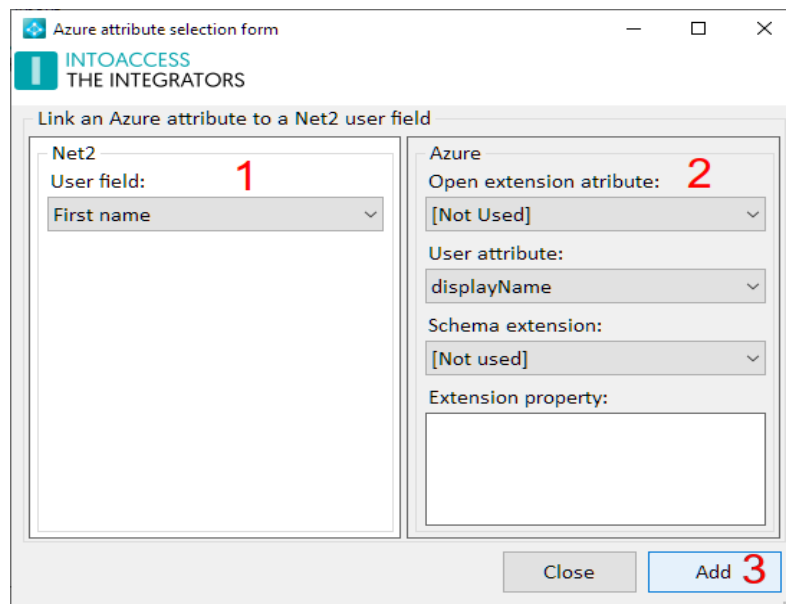 Azure attribute selection form
INTOACCESS
THE INTEGRATORS
Link an Azure attribute to a Net2 user field
Net2
User field:
1
First name
Azure
Open extension atribute:
2
[Not Used]
User attribute:
displayName
Schema extension:
[Not used]
Extension property:
Close
Add
3